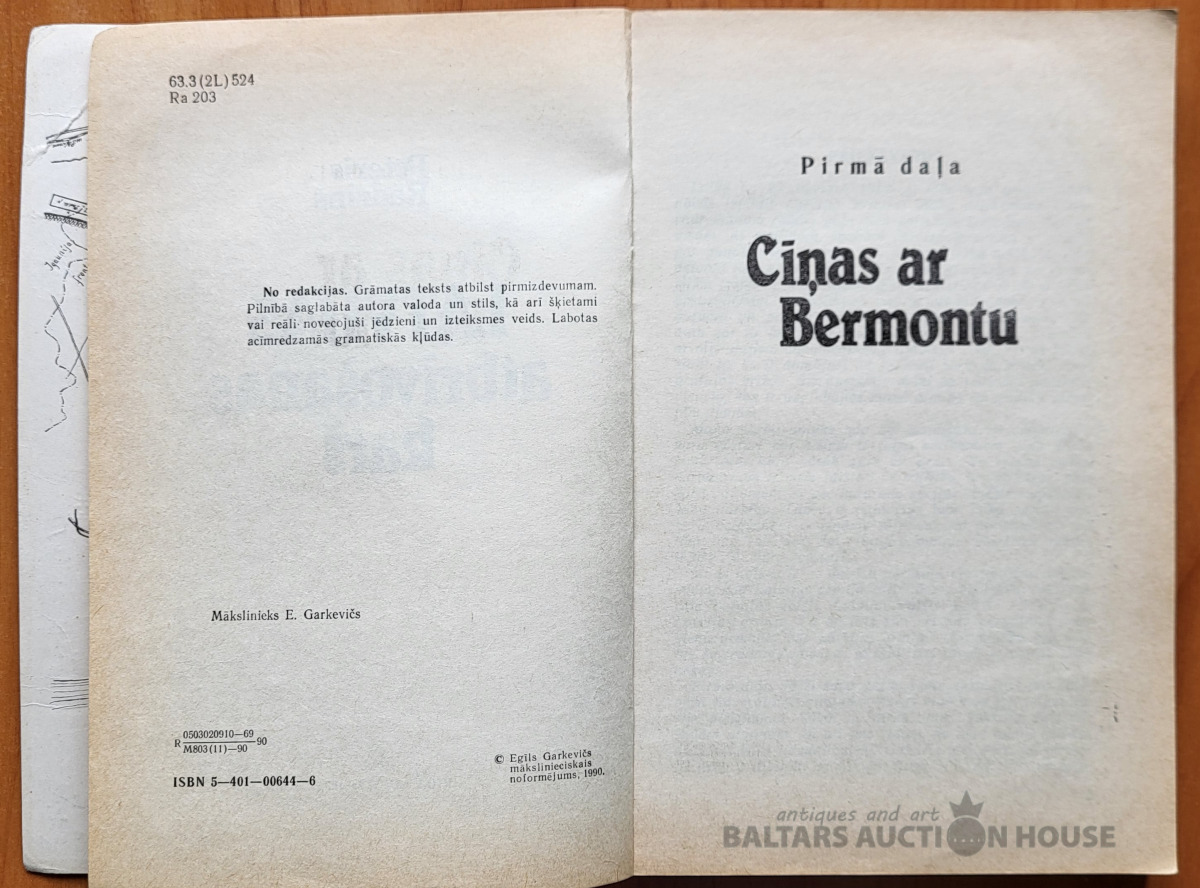 63.3(2L)524
Ra 203
No redakcijas. Grāmatas teksts atbilst pirmizdevumam.
Pilnībā saglabāta autora valoda un stils, kā arī šķietami
vai reāli novecojuši jēdzieni un izteiksmes veids. Labotas
acīmredzamās gramatiskās kļūdas.
Mākslinieks E. Garkevičs
R 0503020910—69
M803(11)—90 90
ISBN 5—401—00644—6
© Egīls Garkevičs
mākslinieciskais
noformējums, 1990.
Pirmā daļa
Cīņas ar
Bermontu
antiques and art
BALTARS AUCTION HOUSE